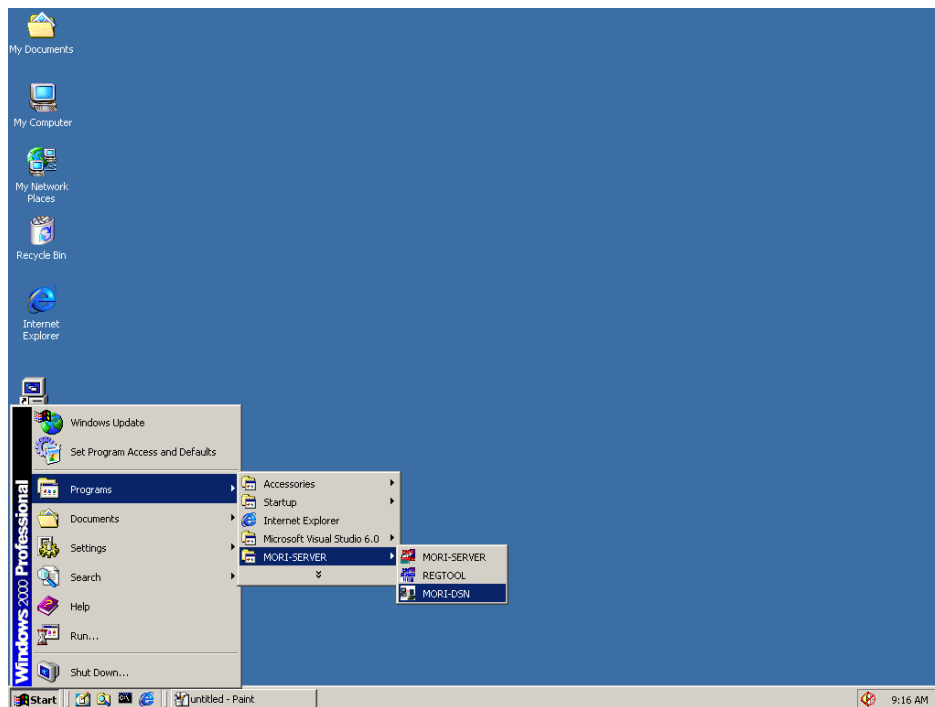 My Documents
My Computer
My Network
Places
Recycle Bin
Internet
Explorer
Windows 2000 Professional
Windows Update
Set Program Access and Defaults
Programs
Documents
Settings
Search
Help
Run...
Shut Down...
Accessories
Startup
Internet Explorer
Microsoft Visual Studio 6.0
MORI-SERVER
MORI-SERVER
REGTOOL
MORI-DSN
Start
untitled - Paint
9:16 AM